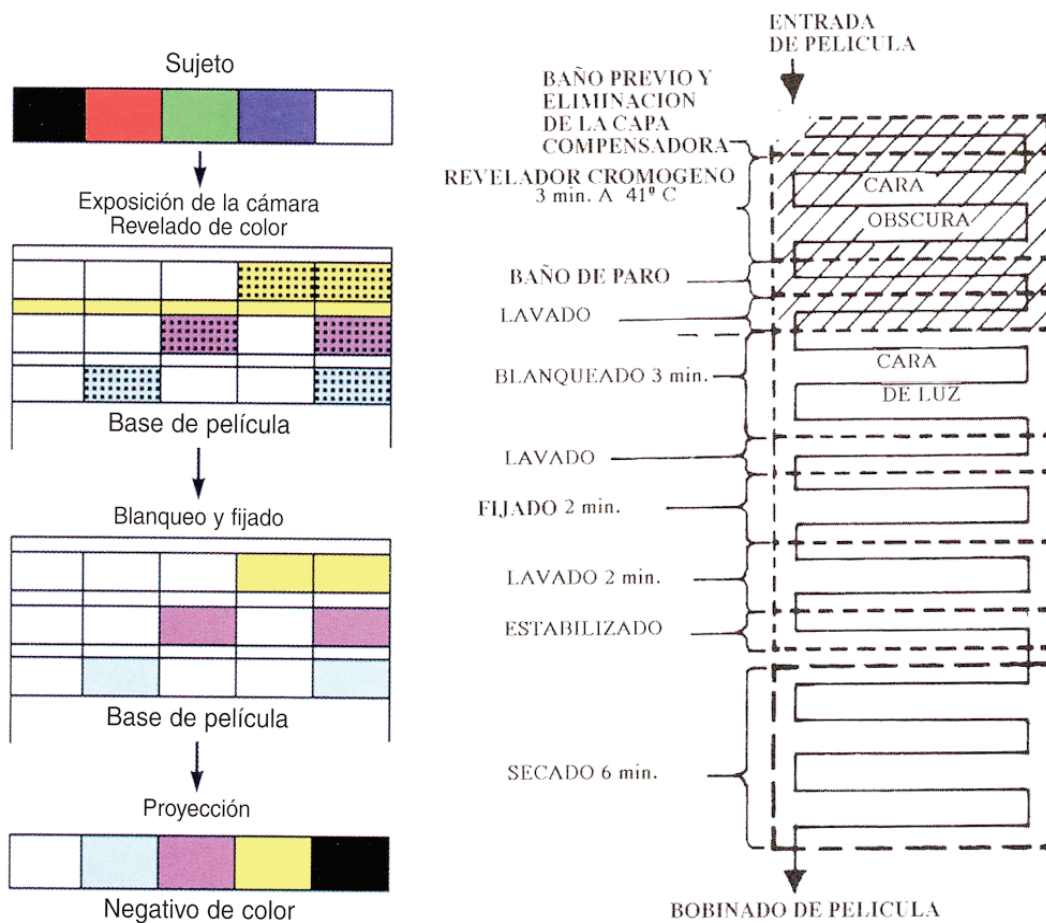 Sujeto
Exposición de la cámara
Revelado de color
Base de película
Blanqueo y fijado
Base de película
Proyección
Negativo de color
ENTRADA
DE PELICULA
BAÑO PREVIO Y
ELIMINACION
DE LA CAPA
COMPENSADORA
REVELADOR CROMOGENO
3 min. A 41º C
CARA
OBSCURA
BAÑO DE PARO
LAVADO
BLANQUEADO 3 min.
CARA
DE LUZ
LAVADO
FIJADO 2 min.
LAVADO 2 min.
ESTABILIZADO
SECADO 6 min.
BOBINADO DE PELICULA